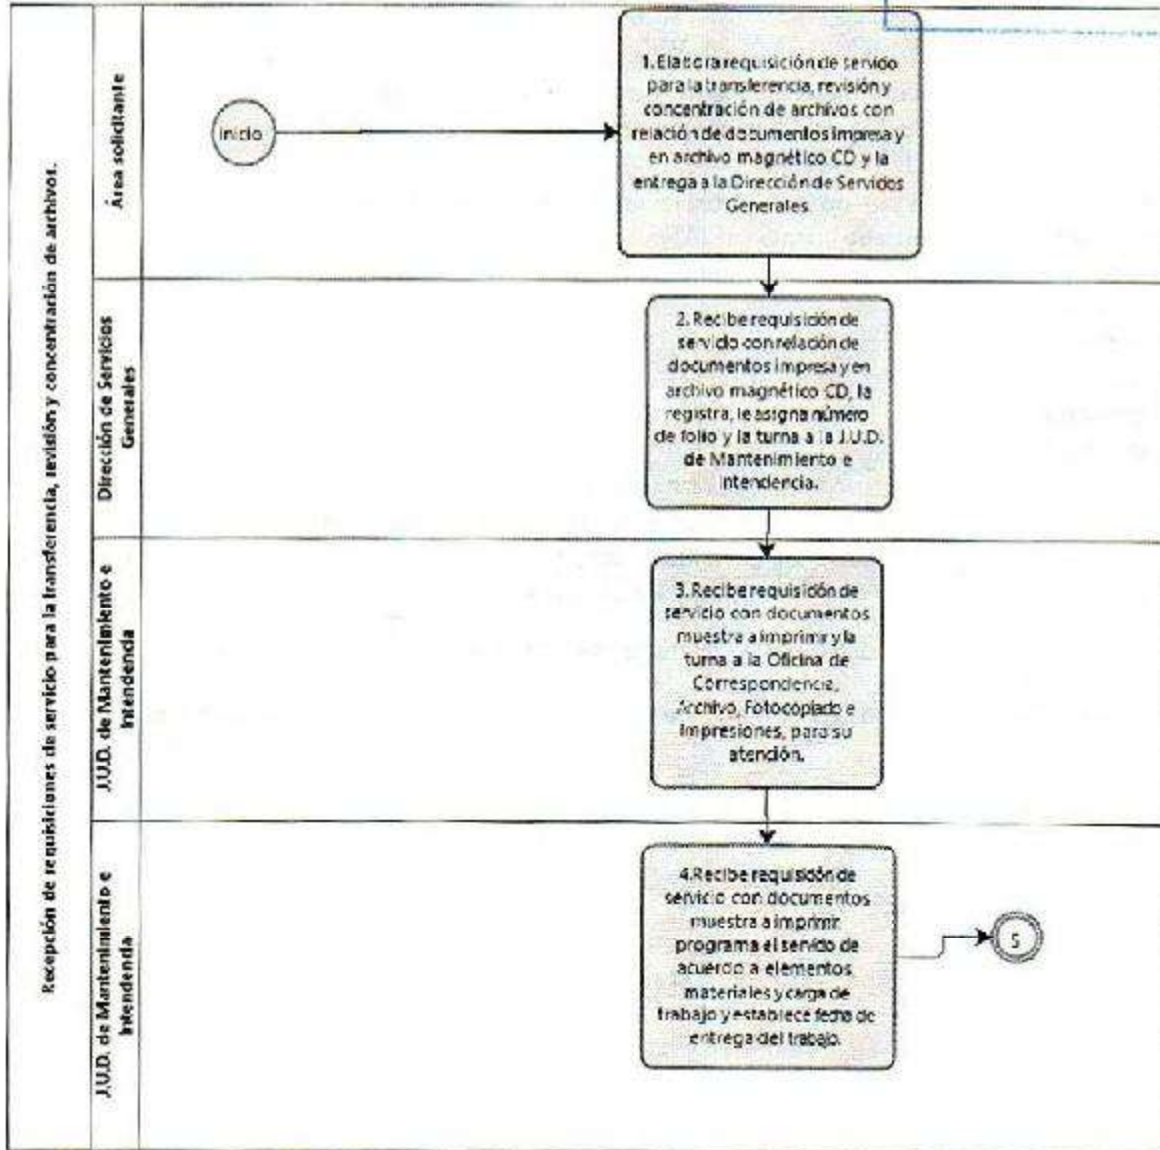 Recepción de requisiciones de servicio para la transferencia, revisión y concentrarión de archivos.
Área solicitante
Inicio
1. Elabora requisición de servido
para la transferencia, revisión y
concentración de archivos con
relación de documentos impresa y
en archivo magnético CD y la
entrega a la Dirección de Servidos
Generales.
Dirección de Servicios
Generales
2. Recibe requisición de
servicio con relación de
documentos impresa y en
archivo magnético CD, la
registra, le asigna número
de folio y la turna a la J.U.D.
de Mantenimiento e
Intendencia.
J.U.D. de Mantenimiento e
Intendencia
3. Recibe requisición de
servicio con documentos
muestra a imprimir y la
turna a la Oficina de
Correspondencia,
Archivo, Fotocopiado e
Impresiones, para su
atención.
J.U.D. de Mantenimiento e
Intendencia
4. Recibe requisición de
servicio con documentos
muestra a imprimir
programa el servido de
acuerdo a elementos
materiales y carga de
trabajo y establece fecha de
entrega del trabajo.
5